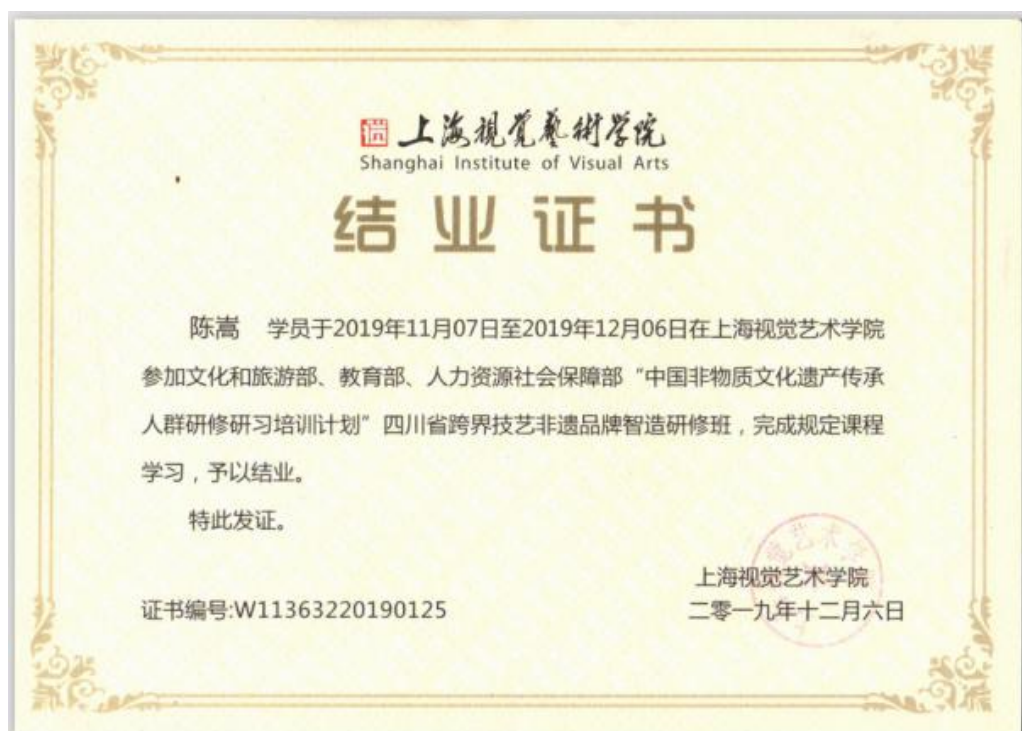 上海視覚藝術学院
Shanghai Institute of Visual Arts
结业证书
陈嵩 学员于2019年11月07日至2019年12月06日在上海视觉艺术学院
参加文化和旅游部、教育部、人力资源社会保障部“中国非物质文化遗产传承
人群研修研习培训计划”四川省跨界技艺非遗品牌智造研修班，完成规定课程
学习，予以结业。
特此发证。
上海视觉艺术学院
证书编号:W11363220190125
二零一九年十二月六日